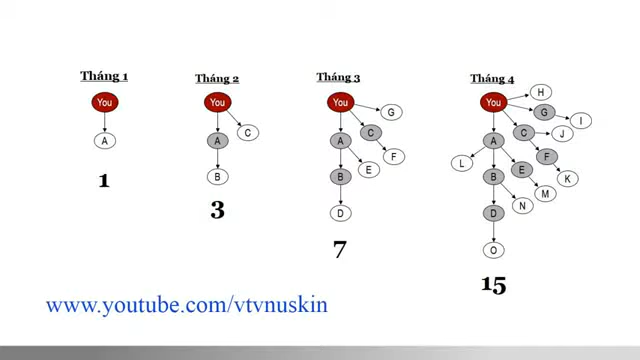 Tháng 1
You
A
1
Tháng 2
You
C
A
B
3
Tháng 3
You
G
A
C
F
E
B
D
7
Tháng 4
H
You
G
I
C
J
A
F
L
E
K
B
M
N
D
O
15
www.youtube.com/vtvnuskin